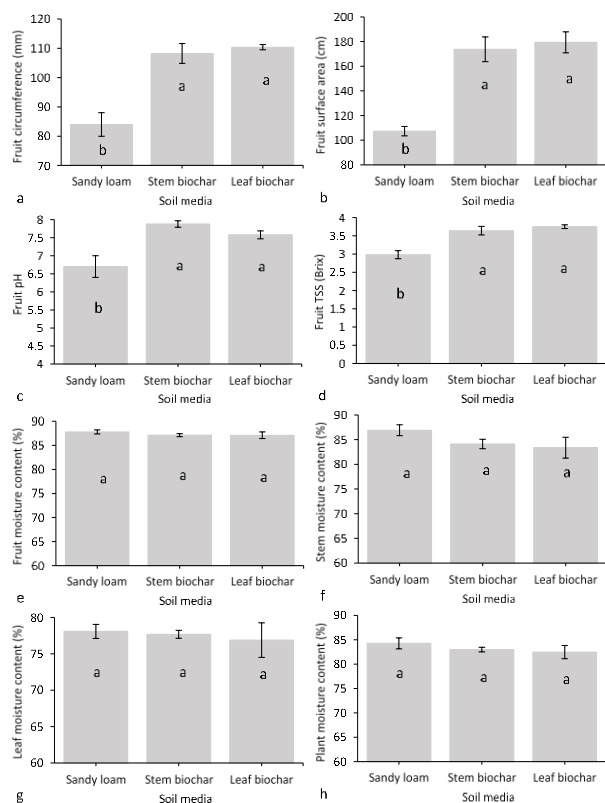 Fruit circumference (mm)
120
110
100
90
80
70
b
a
a
Sandy loam Stem biochar Leaf biochar
a
Soil media
Fruit surface area (cm)
200
180
160
140
120
100
80
b
a
a
Sandy loam Stem biochar Leaf biochar
b
Soil media
Fruit pH
8
7.5
7
6.5
6
5.5
5
4.5
4
b
a
a
Sandy loam Stem biochar Leaf biochar
c
Soil media
Fruit TSS (Brix)
4
3.5
3
2.5
2
1.5
1
0.5
0
b
a
a
Sandy loam Stem biochar Leaf biochar
d
Soil media
Fruit moisture content (%)
90
85
80
75
70
65
60
a
a
a
Sandy loam Stem biochar Leaf biochar
e
Soil media
Stem moisture content (%)
90
85
80
75
70
65
60
a
a
a
Sandy loam Stem biochar Leaf biochar
f
Soil media
Leaf moisture content (%)
80
75
70
65
60
a
a
a
Sandy loam Stem biochar Leaf biochar
g
Soil media
Plant moisture content (%)
90
85
80
75
70
65
60
a
a
a
Sandy loam Stem biochar Leaf biochar
h
Soil media